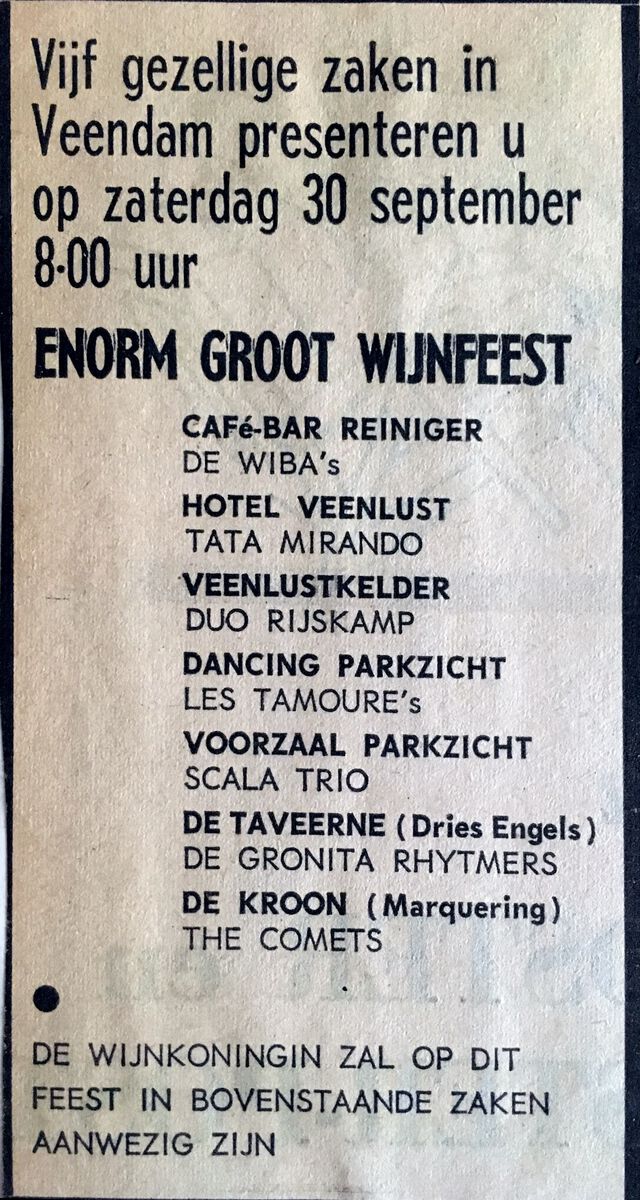 Vijf gezellige zaken in
Veendam presenteren u
op zaterdag 30 september
8.00 uur
ENORM GROOT WIJNFEEST
CAFé-BAR REINIGER
DE WIBA's
HOTEL VEENLUST
TATA MIRANDO
VEENLUSTKELDER
DUO RIJSKAMP
DANCING PARKZICHT
LES TAMOURE's
VOORZAAL PARKZICHT
SCALA TRIO
DE TAVEERNE (Dries Engels)
DE GRONITA RHYTMERS
DE KROON (Marquering)
THE COMETS
● 
DE WIJNKONINGIN ZAL OP DIT
FEEST IN BOVENSTAANDE ZAKEN
AANWEZIG ZIJN